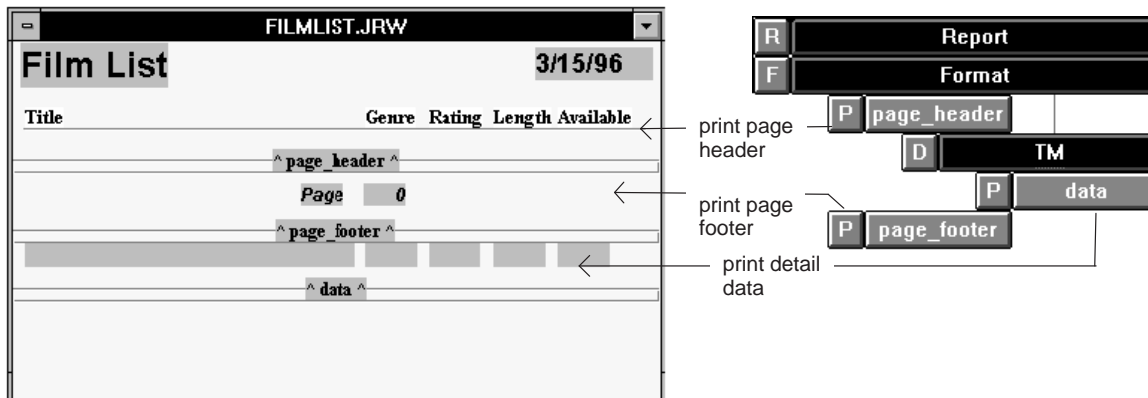 FILMLIST.JRW
Film List 3/15/96
Title Genre Rating Length Available
^ page_header ^
Page 0
^ page_footer ^
^ data ^
print page
header
print page
footer
print detail
data
R Report
F Format
P page_header
D TM
P data
P page_footer